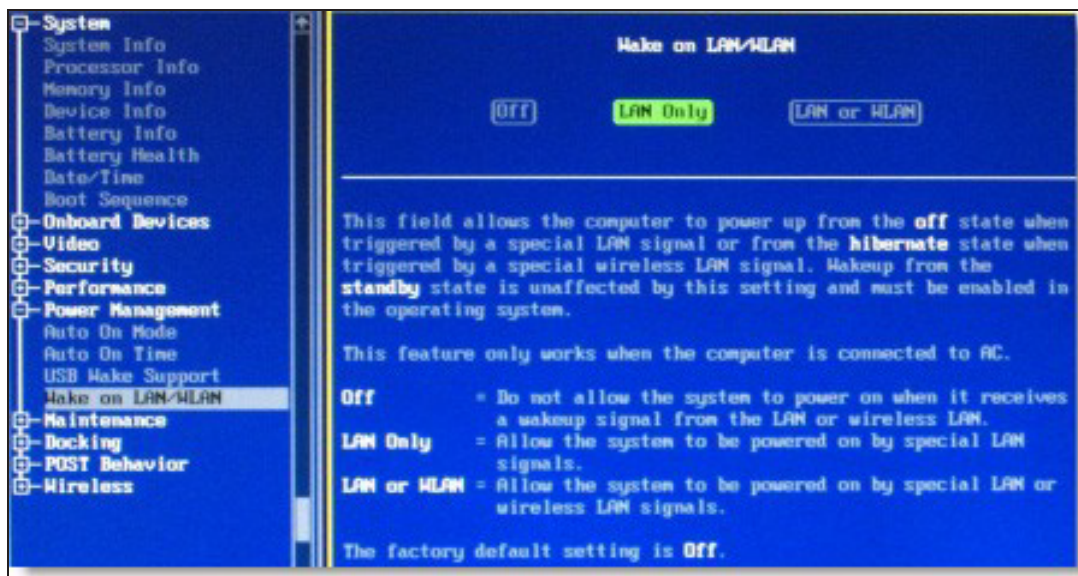 System
System Info
Processor Info
Memory Info
Device Info
Battery Info
Battery Health
Date/Time
Boot Sequence
Onboard Devices
Video
Security
Performance
Power Management
Auto On Mode
Auto On Time
USB Wake Support
Wake on LAN/WLAN
Maintenance
Docking
POST Behavior
Wireless
Wake on LAN/WLAN
Off LAN Only LAN or WLAN
This field allows the computer to power up from the off state when
triggered by a special LAN signal or from the hibernate state when
triggered by a special wireless LAN signal. Wakeup from the
standby state is unaffected by this setting and must be enabled in
the operating system.
This feature only works when the computer is connected to AC.
Off = Do not allow the system to power on when it receives
a wakeup signal from the LAN or wireless LAN.
LAN Only = Allow the system to be powered on by special LAN
signals.
LAN or WLAN = Allow the system to be powered on by special LAN or
wireless LAN signals.
The factory default setting is Off.